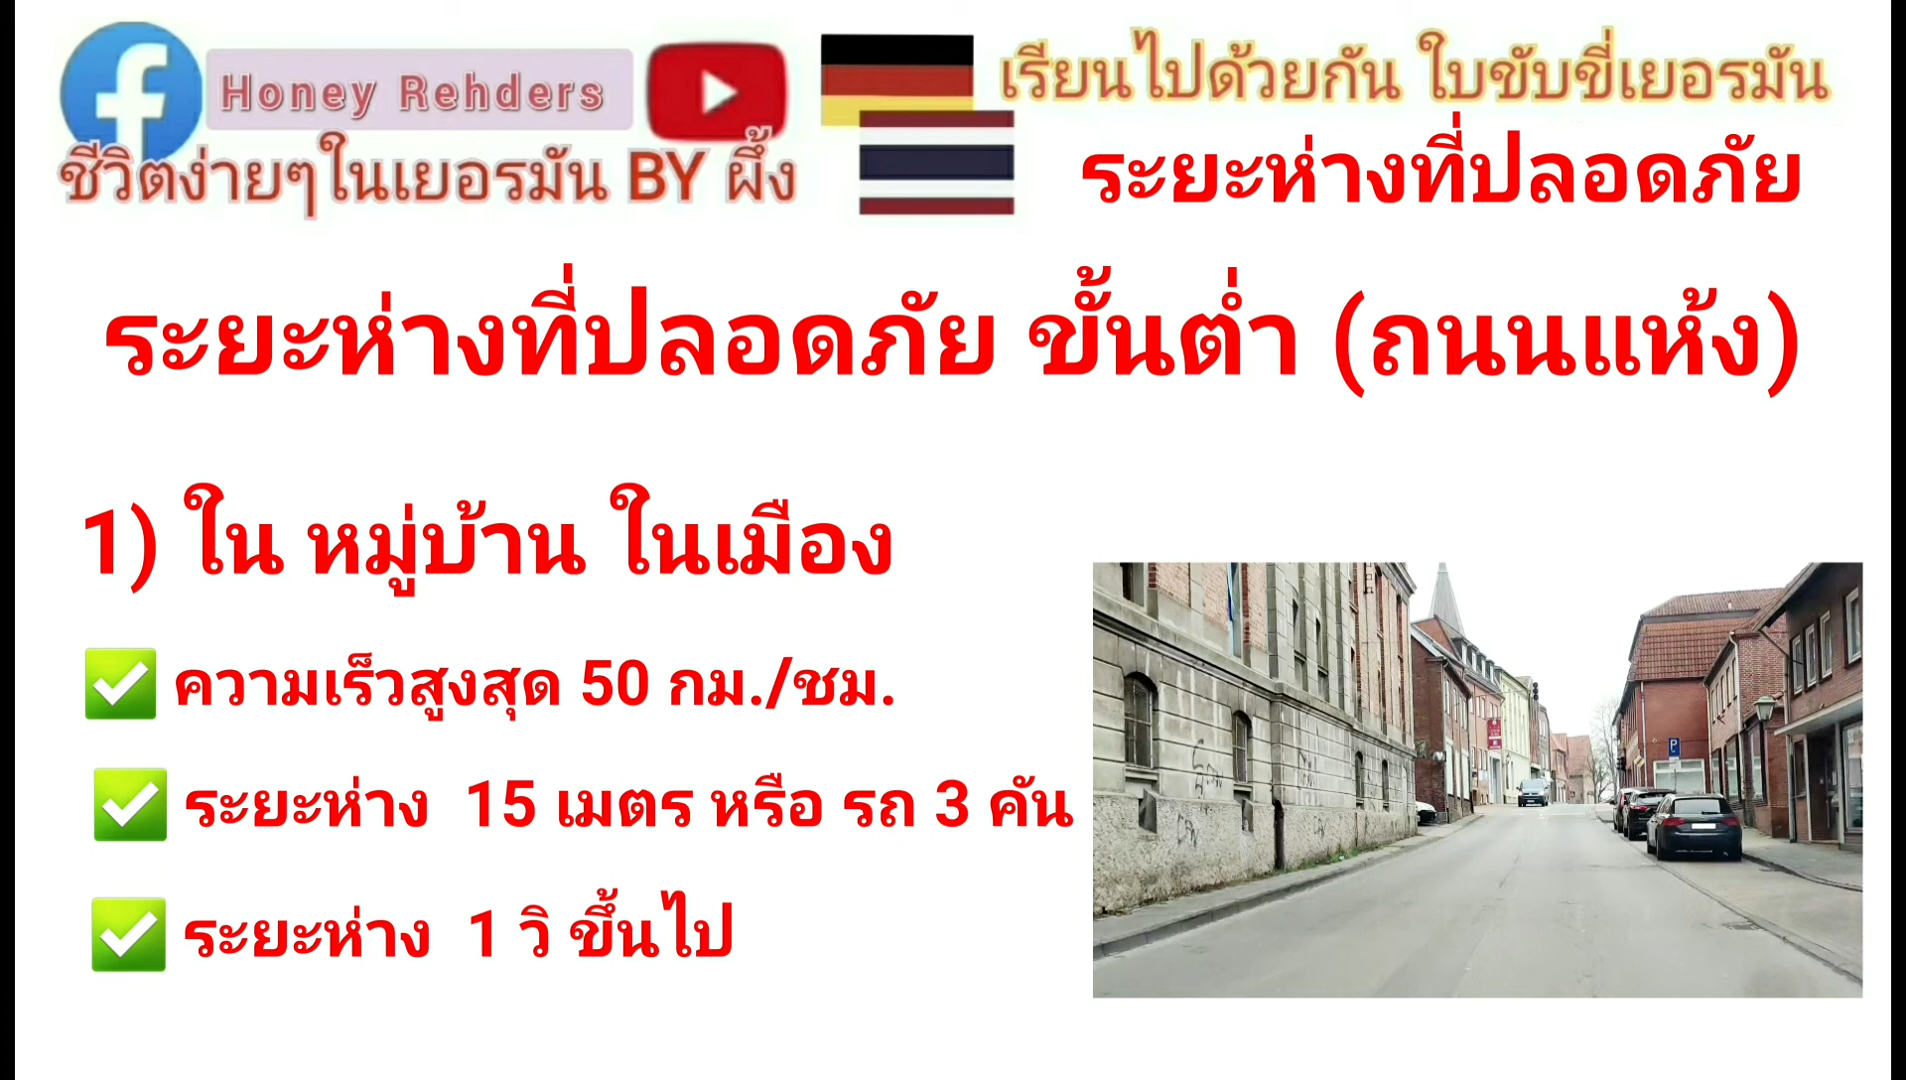 Honey Rehders
ชีวิตง่ายๆในเยอรมัน BY ผึ้ง
เรียนไปด้วยกัน ใบขับขี่เยอรมัน
ระยะห่างที่ปลอดภัย
ระยะห่างที่ปลอดภัย ขั้นต่ำ (ถนนแห้ง)
1) ใน หมู่บ้าน ในเมือง
✅ ความเร็วสูงสุด 50 กม./ชม.
✅ ระยะห่าง 15 เมตร หรือ รถ 3 คัน
✅ ระยะห่าง 1 วิ ขึ้นไป
P